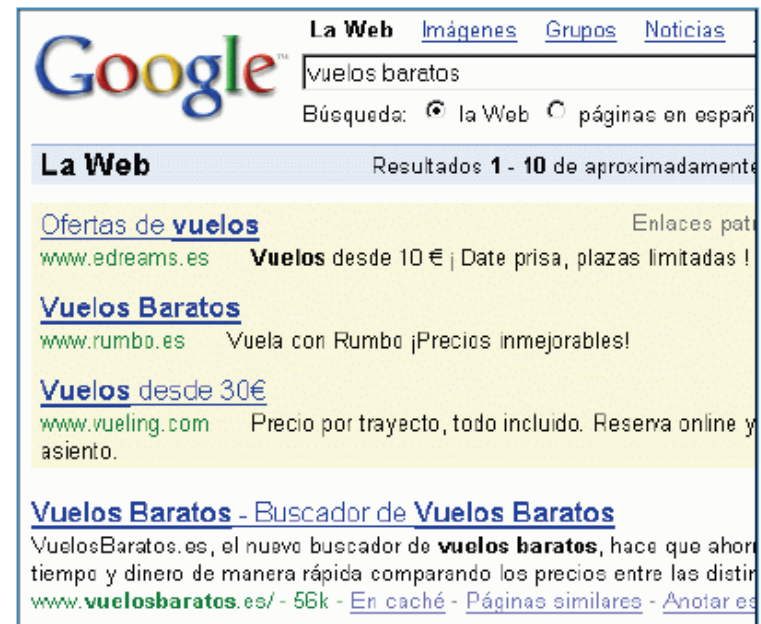 Google™
La Web Imágenes Grupos Noticias
vuelos baratos
Búsqueda: la Web páginas en españ
La Web Resultados 1 - 10 de aproximadamente
Ofertas de vuelos Enlaces patr
www.edreams.es Vuelos desde 10 € ¡ Date prisa, plazas limitadas !
Vuelos Baratos
www.rumbo.es Vuela con Rumbo ¡Precios inmejorables!
Vuelos desde 30€
www.vueling.com Precio por trayecto, todo incluido. Reserva online y
asiento.
Vuelos Baratos - Buscador de Vuelos Baratos
VuelosBaratos.es, el nuevo buscador de vuelos baratos, hace que ahorr
tiempo y dinero de manera rápida comparando los precios entre las distin
www.vuelosbaratos.es/ - 56k - En caché - Páginas similares - Anotar es